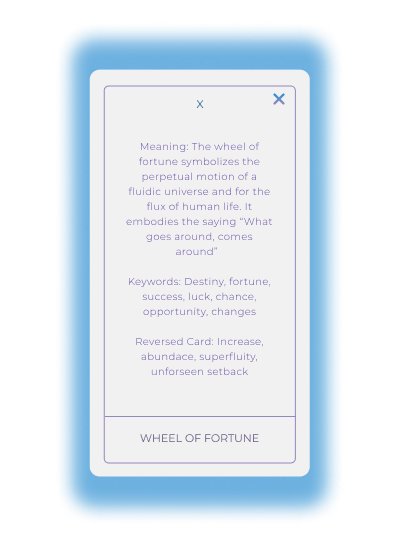 X
Meaning: The wheel of
fortune symbolizes the
perpetual motion of a
fluidic universe and for the
flux of human life. It
embodies the saying “What
goes around, comes
around”
Keywords: Destiny, fortune,
success, luck, chance,
opportunity, changes
Reversed Card: Increase,
abundace, superfluity,
unforseen setback
WHEEL OF FORTUNE